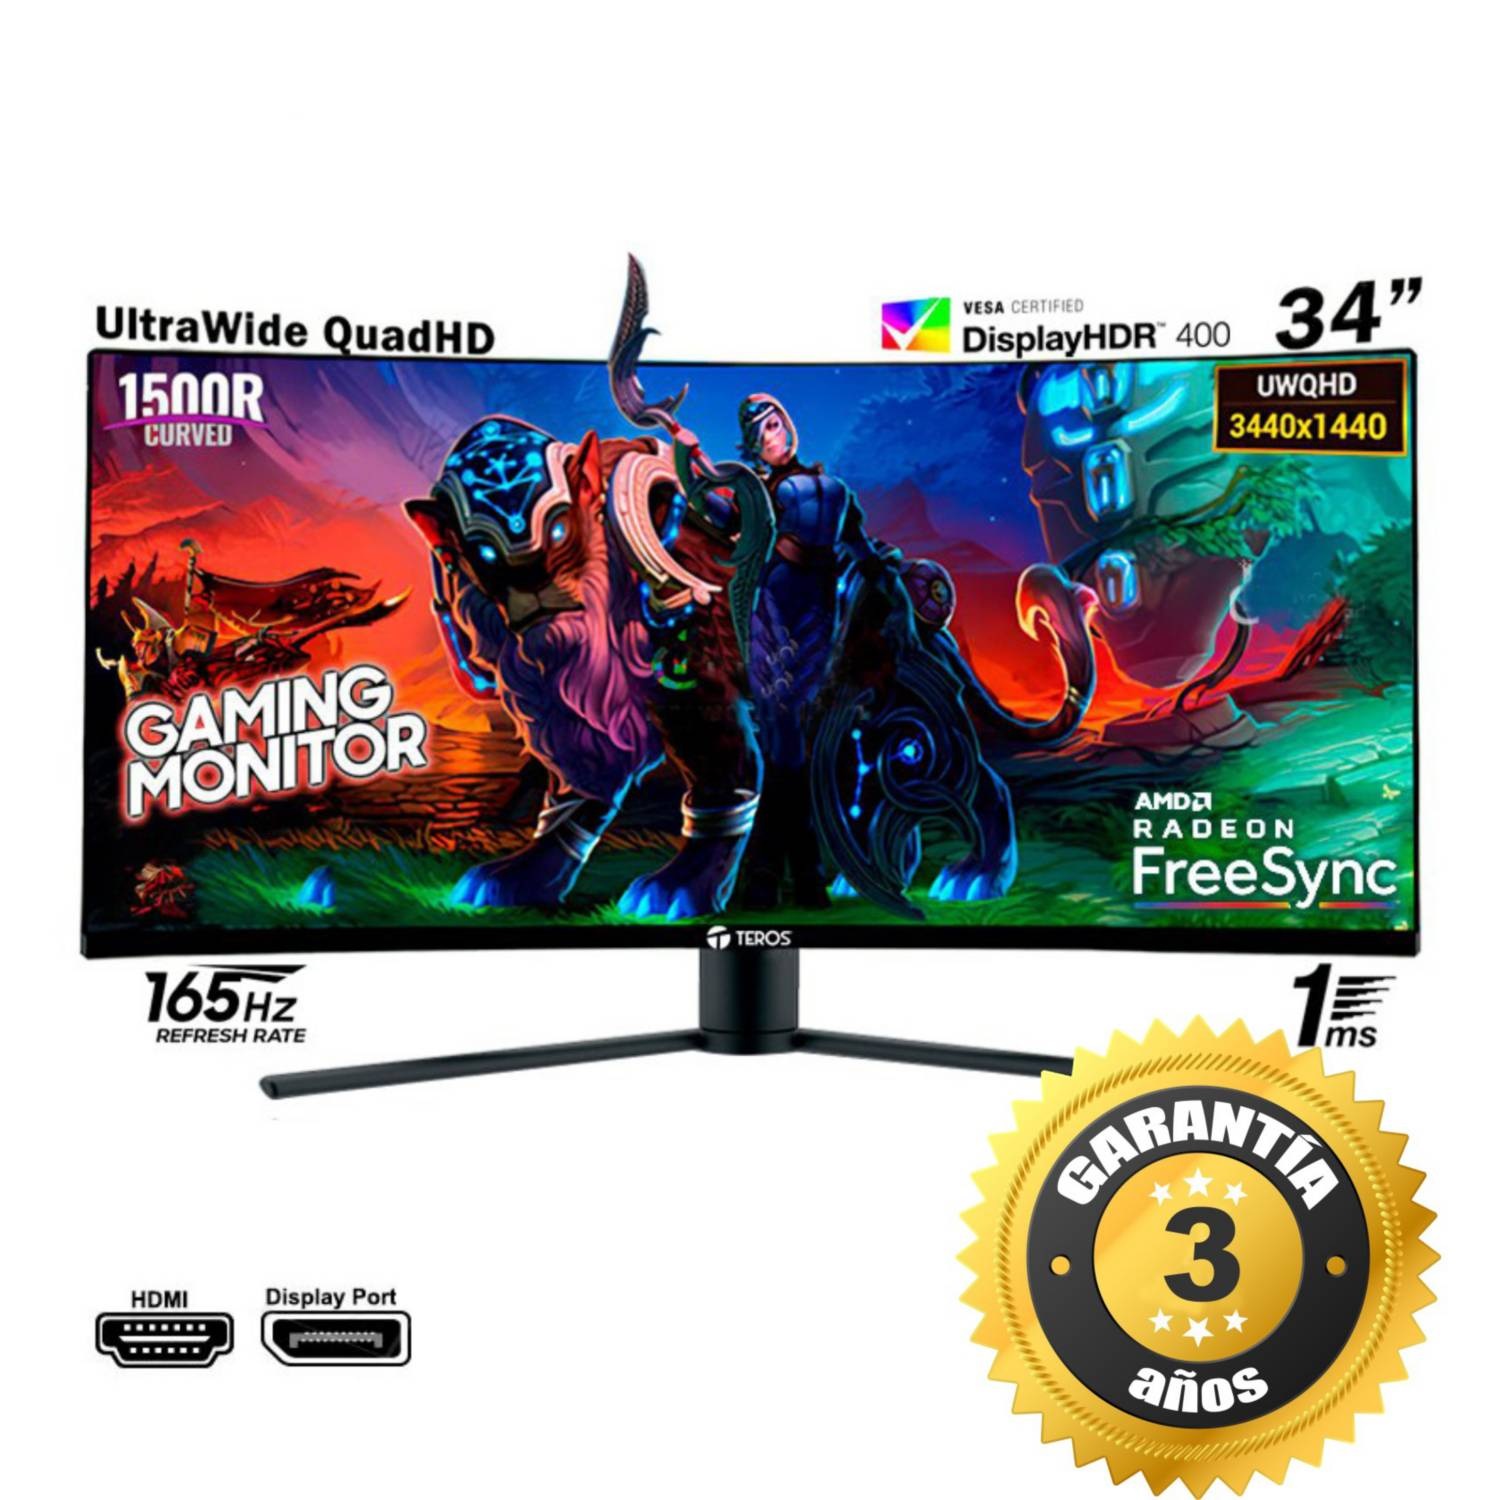 UltraWide QuadHD
VESA CERTIFIED
DisplayHDR™ 400
34”
1500R
CURVED
UWQHD
3440x1440
GAMING
MONITOR
AMD
RADEON
FreeSync
TEROS
165Hz
REFRESH RATE
1ms
GARANTÍA
3
años
HDMI
Display Port